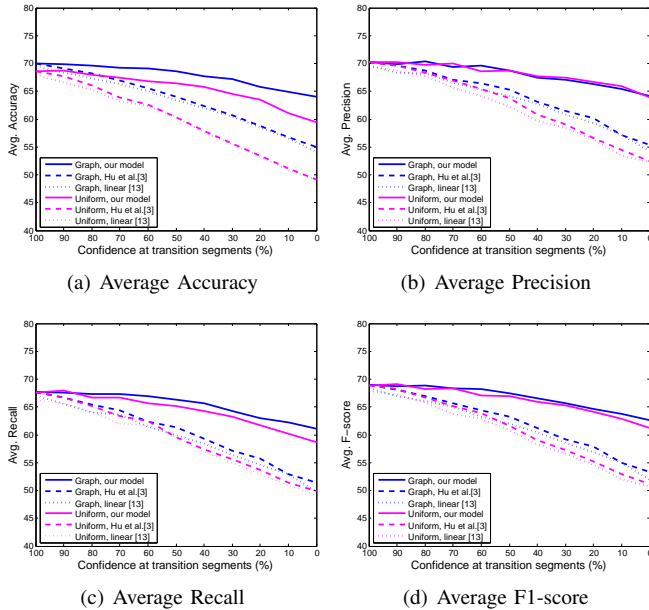 80
75
70
65
60
55
50
45
40
Avg. Accuracy
Graph, our model
Graph, Hu et al.[3]
Graph, linear [13]
Uniform, our model
Uniform, Hu et al.[3]
Uniform, linear [13]
100 90 80 70 60 50 40 30 20 10 0
Confidence at transition segments (%)
(a) Average Accuracy
80
75
70
65
60
55
50
45
40
Avg. Precision
Graph, our model
Graph, Hu et al.[3]
Graph, linear [13]
Uniform, our model
Uniform, Hu et al.[3]
Uniform, linear [13]
100 90 80 70 60 50 40 30 20 10 0
Confidence at transition segments (%)
(b) Average Precision
80
75
70
65
60
55
50
45
40
Avg. Recall
Graph, our model
Graph, Hu et al.[3]
Graph, linear [13]
Uniform, our model
Uniform, Hu et al.[3]
Uniform, linear [13]
100 90 80 70 60 50 40 30 20 10 0
Confidence at transition segments (%)
(c) Average Recall
80
75
70
65
60
55
50
45
40
Avg. F−score
Graph, our model
Graph, Hu et al.[3]
Graph, linear [13]
Uniform, our model
Uniform, Hu et al.[3]
Uniform, linear [13]
100 90 80 70 60 50 40 30 20 10 0
Confidence at transition segments (%)
(d) Average F1-score